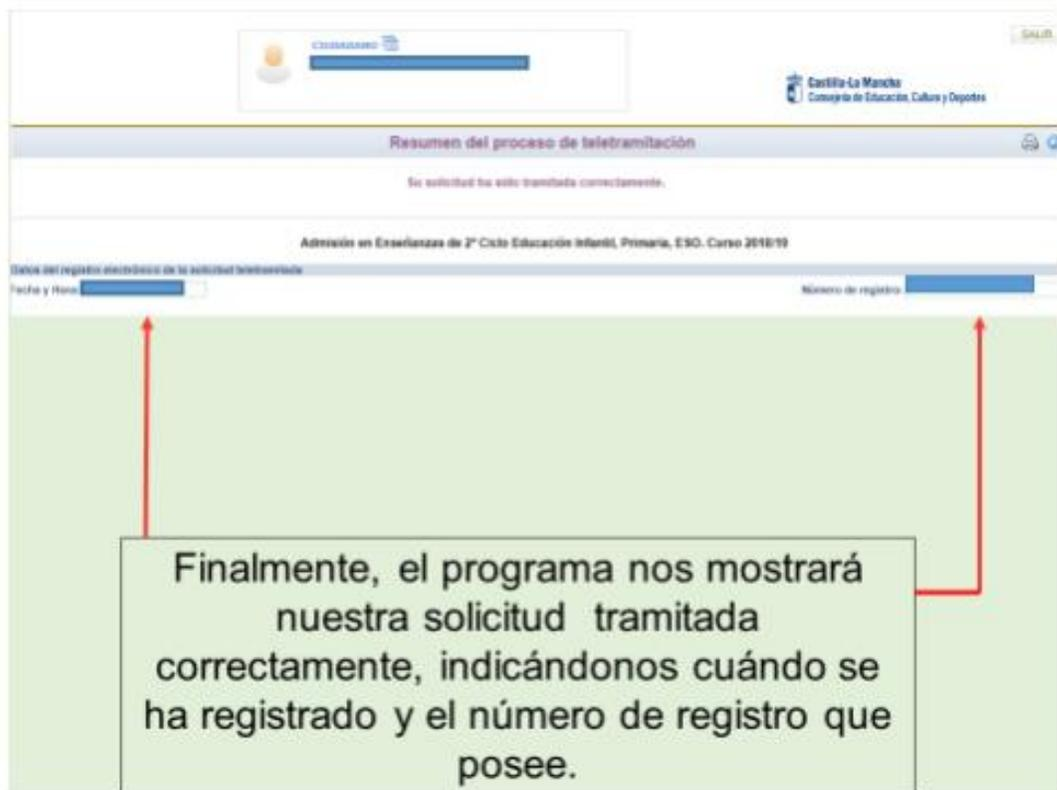 CIUDADANO
SALIR
Castilla-La Mancha
Consejería de Educación, Cultura y Deportes
Resumen del proceso de teletramitación
Su solicitud ha sido tramitada correctamente.
Admisión en Enseñanzas de 2º Ciclo Educación Infantil, Primaria, ESO. Curso 2018/19
Datos del registro electrónico de la solicitud teletramitada
Fecha y Hora:
Número de registro:
Finalmente, el programa nos mostrará
nuestra solicitud tramitada
correctamente, indicándonos cuándo se
ha registrado y el número de registro que
posee.